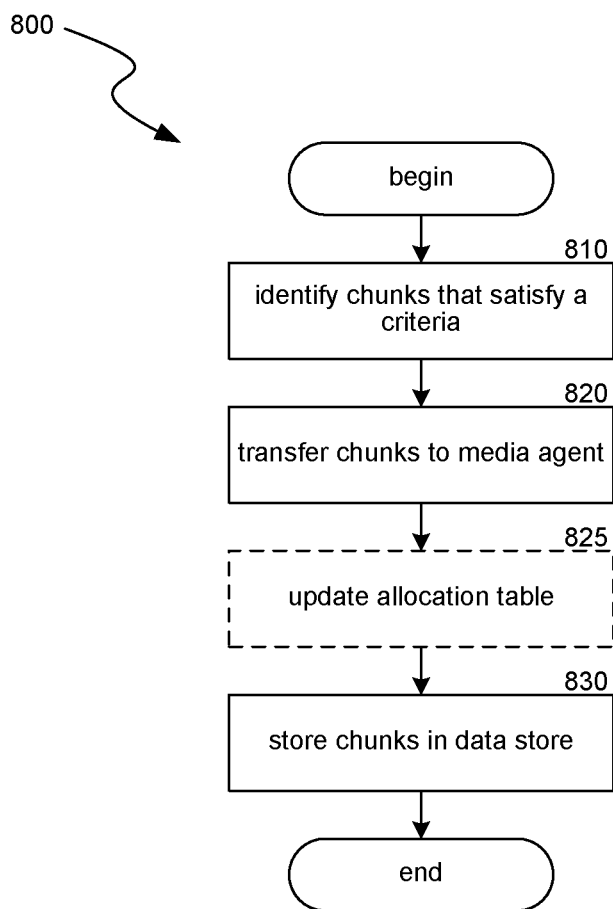 800
begin
810
identify chunks that satisfy a
criteria
820
transfer chunks to media agent
825
update allocation table
830
store chunks in data store
end